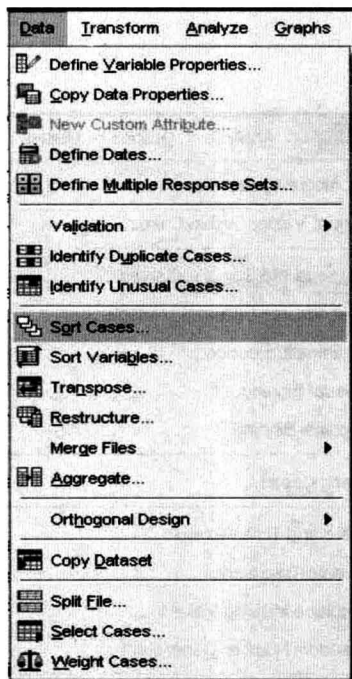 Data Transform Analyze Graphs
Define Variable Properties...
Copy Data Properties...
New Custom Attribute...
Define Dates...
Define Multiple Response Sets...
Validation
Identify Duplicate Cases...
Identify Unusual Cases...
Sort Cases...
Sort Variables...
Transpose...
Restructure...
Merge Files
Aggregate...
Orthogonal Design
Copy Dataset
Split File...
Select Cases...
Weight Cases...